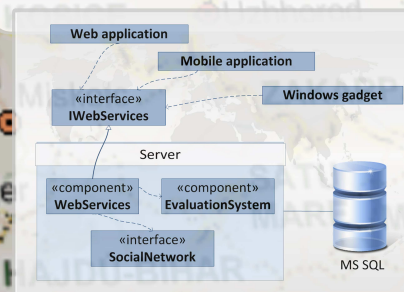 Web application
Mobile application
«interface»
IWebServices
Windows gadget
Server
«component»
WebServices
«component»
EvaluationSystem
«interface»
SocialNetwork
MS SQL